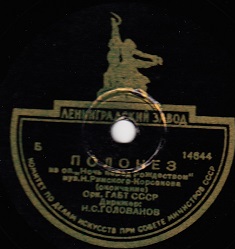 ЛЕНИНГРАДСКИЙ ЗАВОД
Б
14644
ПОЛОНЕЗ
из оп. „Ночь перед рождеством"
муз. Н. Римского-Корсакова
(окончание)
Орк. ГАБТ СССР
Дирижер
Н. С. ГОЛОВАНОВ
КОМИТЕТ ПО ДЕЛАМ ИСКУССТВ ПРИ СОВЕТЕ МИНИСТРОВ СССР